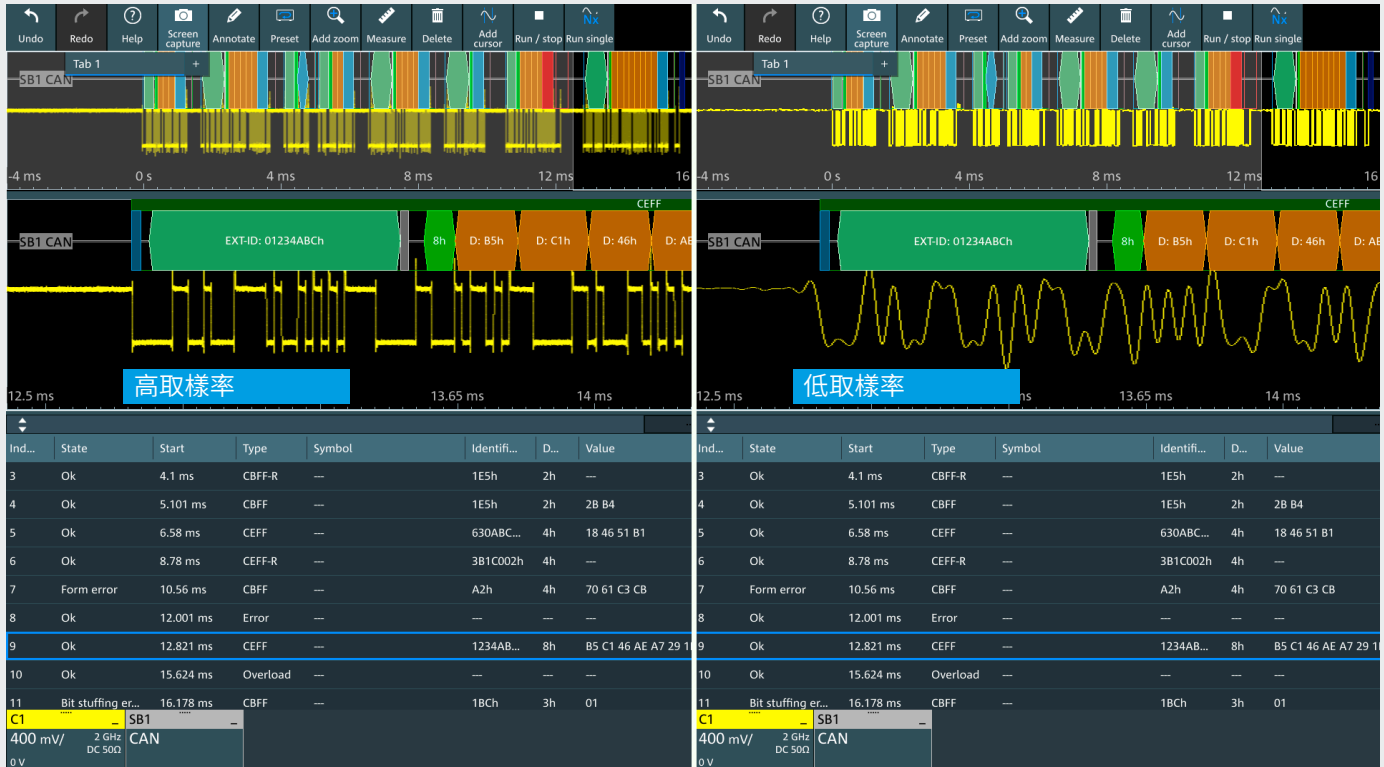 Undo Redo Help Screen capture Annotate Preset Add zoom Measure Delete Add cursor Run / stop Run single
Tab 1 +
SB1 CAN
-4 ms 0 s 4 ms 8 ms 12 ms 16
CEFF
SB1 CAN EXT-ID: 01234ABCh 8h D: B5h D: C1h D: 46h D: AE
高取樣率
12.5 ms 13.65 ms 14 ms
Ind... State Start Type Symbol Identifi... D... Value
3 Ok 4.1 ms CBFF-R --- 1E5h 2h ---
4 Ok 5.101 ms CBFF --- 1E5h 2h 2B B4
5 Ok 6.58 ms CEFF --- 630ABC... 4h 18 46 51 B1
6 Ok 8.78 ms CEFF-R --- 3B1C002h 4h ---
7 Form error 10.56 ms CBFF --- A2h 4h 70 61 C3 CB
8 Ok 12.001 ms Error --- --- --- ---
9 Ok 12.821 ms CEFF --- 1234AB... 8h B5 C1 46 AE A7 29
10 Ok 15.624 ms Overload --- --- --- ---
11 Bit stuffing er... 16.178 ms CBFF --- 1BCh 3h 01
C1 SB1
400 mV/ 2 GHz CAN
DC 50Ω
0 V
Undo Redo Help Screen capture Annotate Preset Add zoom Measure Delete Add cursor Run / stop Run single
Tab 1 +
SB1 CAN
-4 ms 0 s 4 ms 8 ms 12 ms 16
CEFF
SB1 CAN EXT-ID: 01234ABCh 8h D: B5h D: C1h D: 46h D: A
低取樣率
12.5 ms ns 13.65 ms 14 ms
Ind... State Start Type Symbol Identifi... D... Value
3 Ok 4.1 ms CBFF-R --- 1E5h 2h ---
4 Ok 5.101 ms CBFF --- 1E5h 2h 2B B4
5 Ok 6.58 ms CEFF --- 630ABC... 4h 18 46 51 B1
6 Ok 8.78 ms CEFF-R --- 3B1C002h 4h ---
7 Form error 10.56 ms CBFF --- A2h 4h 70 61 C3 CB
8 Ok 12.001 ms Error --- --- --- ---
9 Ok 12.821 ms CEFF --- 1234AB... 8h B5 C1 46 AE A7 29
10 Ok 15.624 ms Overload --- --- --- ---
11 Bit stuffing er... 16.178 ms CBFF --- 1BCh 3h 01
C1 SB1
400 mV/ 2 GHz CAN
DC 50Ω
0 V